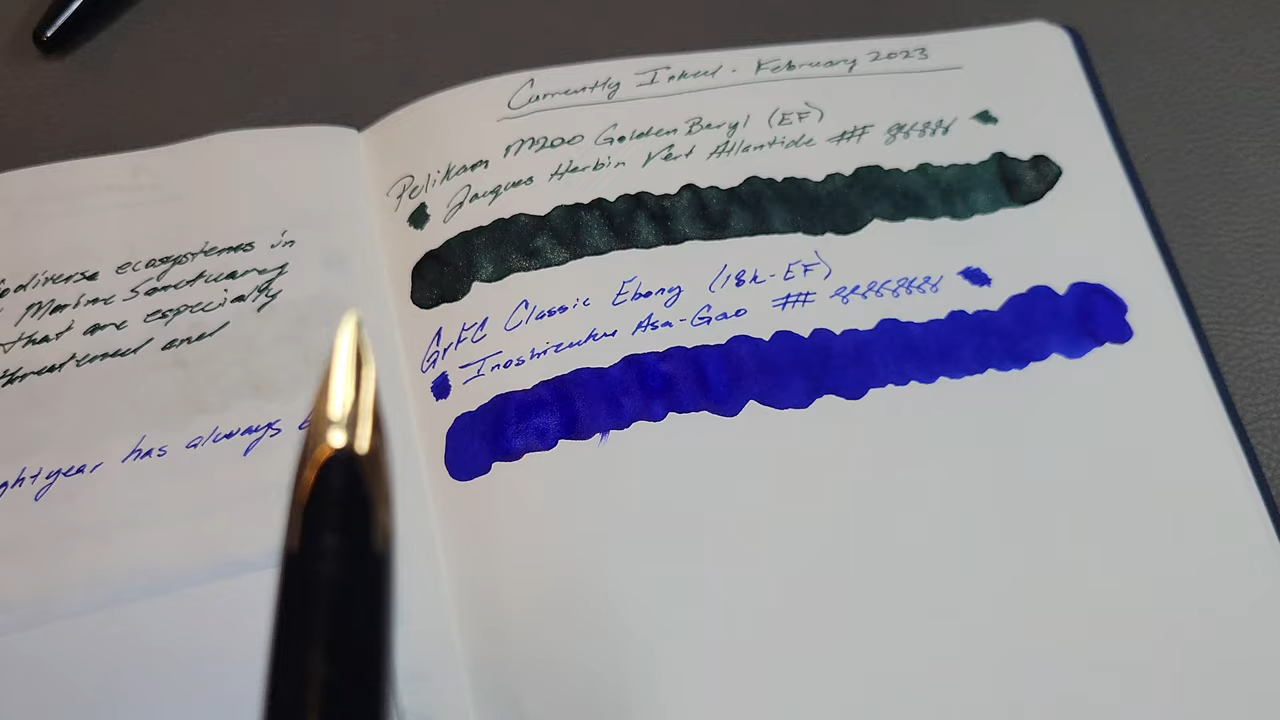 odiverse ecosystems in
Marine Sanctuary
that are especially
threatened and
ghtyear has always
Currently Inked - February 2023
Pelikan M200 Golden Beryl (EF)
Jacques Herbin Vert Atlantide
GvFC Classic Ebony (18k-EF)
Iroshizuku Asa-Gao